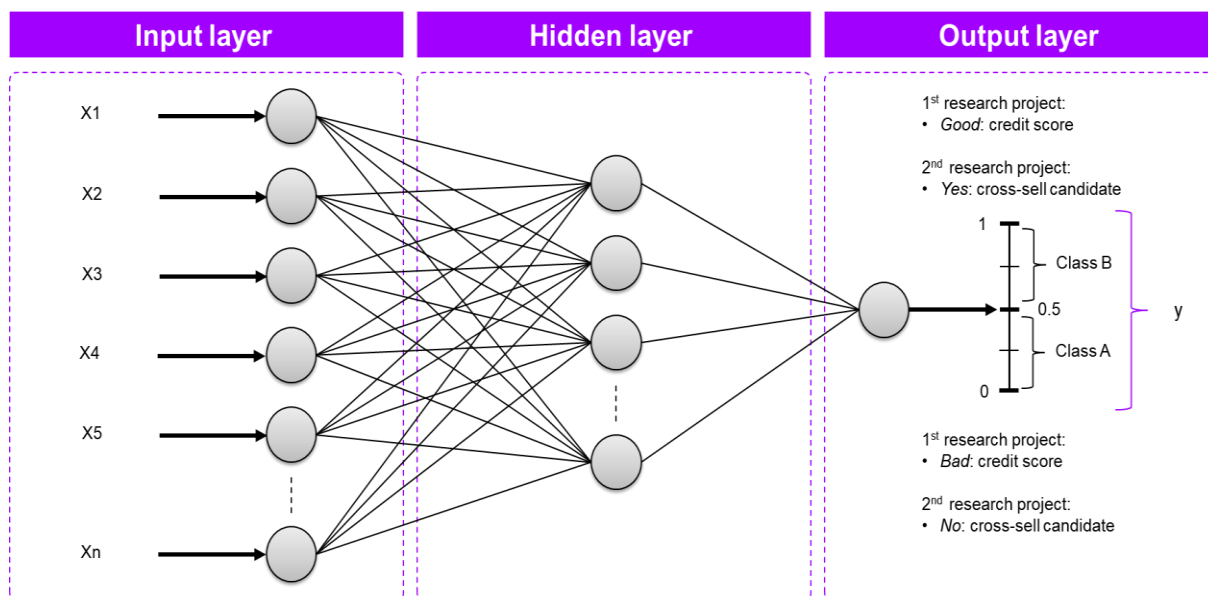 Input layer
Hidden layer
Output layer
X1
X2
X3
X4
X5
Xn
1st research project:
• Good: credit score
2nd research project:
• Yes: cross-sell candidate
1
Class B
0.5
y
Class A
0
1st research project:
• Bad: credit score
2nd research project:
• No: cross-sell candidate